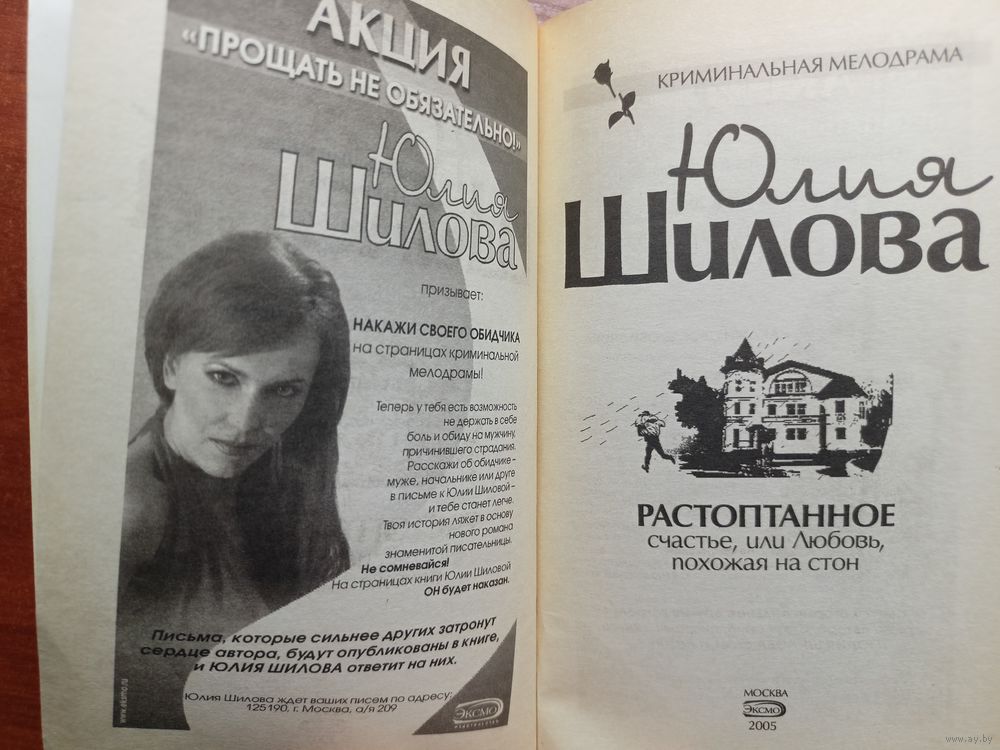 АКЦИЯ
«ПРОЩАТЬ НЕ ОБЯЗАТЕЛЬНО!»
Юлия
Шилова
призывает:
НАКАЖИ СВОЕГО ОБИДЧИКА
на страницах криминальной
мелодрамы!
Теперь у тебя есть возможность
не держать в себе
боль и обиду на мужчину,
причинившего страдания.
Расскажи об обидчике –
муже, начальнике или друге
в письме к Юлии Шиловой –
и тебе станет легче.
Твоя история ляжет в основу
нового романа
знаменитой писательницы.
Не сомневайся!
На страницах книги Юлии Шиловой
ОН будет наказан.
Письма, которые сильнее других затронут
сердце автора, будут опубликованы в книге,
и ЮЛИЯ ШИЛОВА ответит на них.
Юлия Шилова ждет ваших писем по адресу:
125190, г. Москва, а/я 209
www.eksmo.ru
ЭКСМО
КРИМИНАЛЬНАЯ МЕЛОДРАМА
Юлия
Шилова
РАСТОПТАННОЕ
счастье, или Любовь,
похожая на стон
МОСКВА
ЭКСМО
2005
www.ay.by